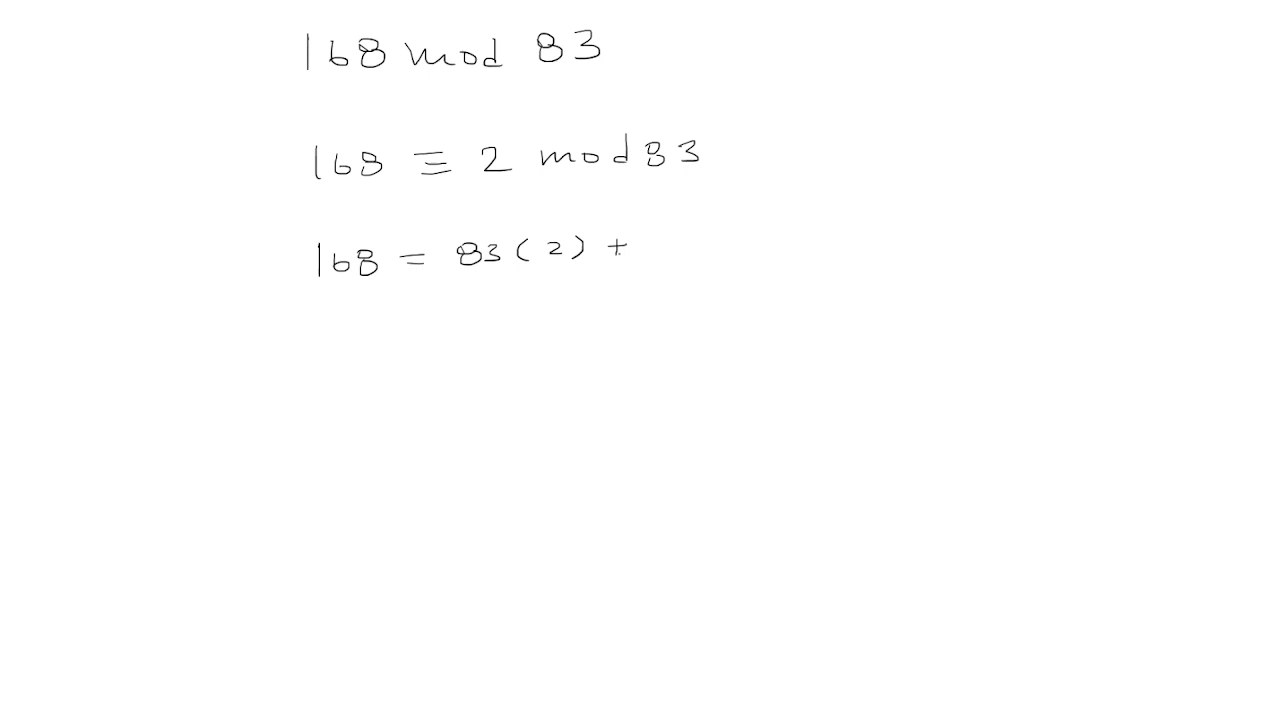 168 mod 83
168 ≡ 2 mod 83
168 = 83(2) +